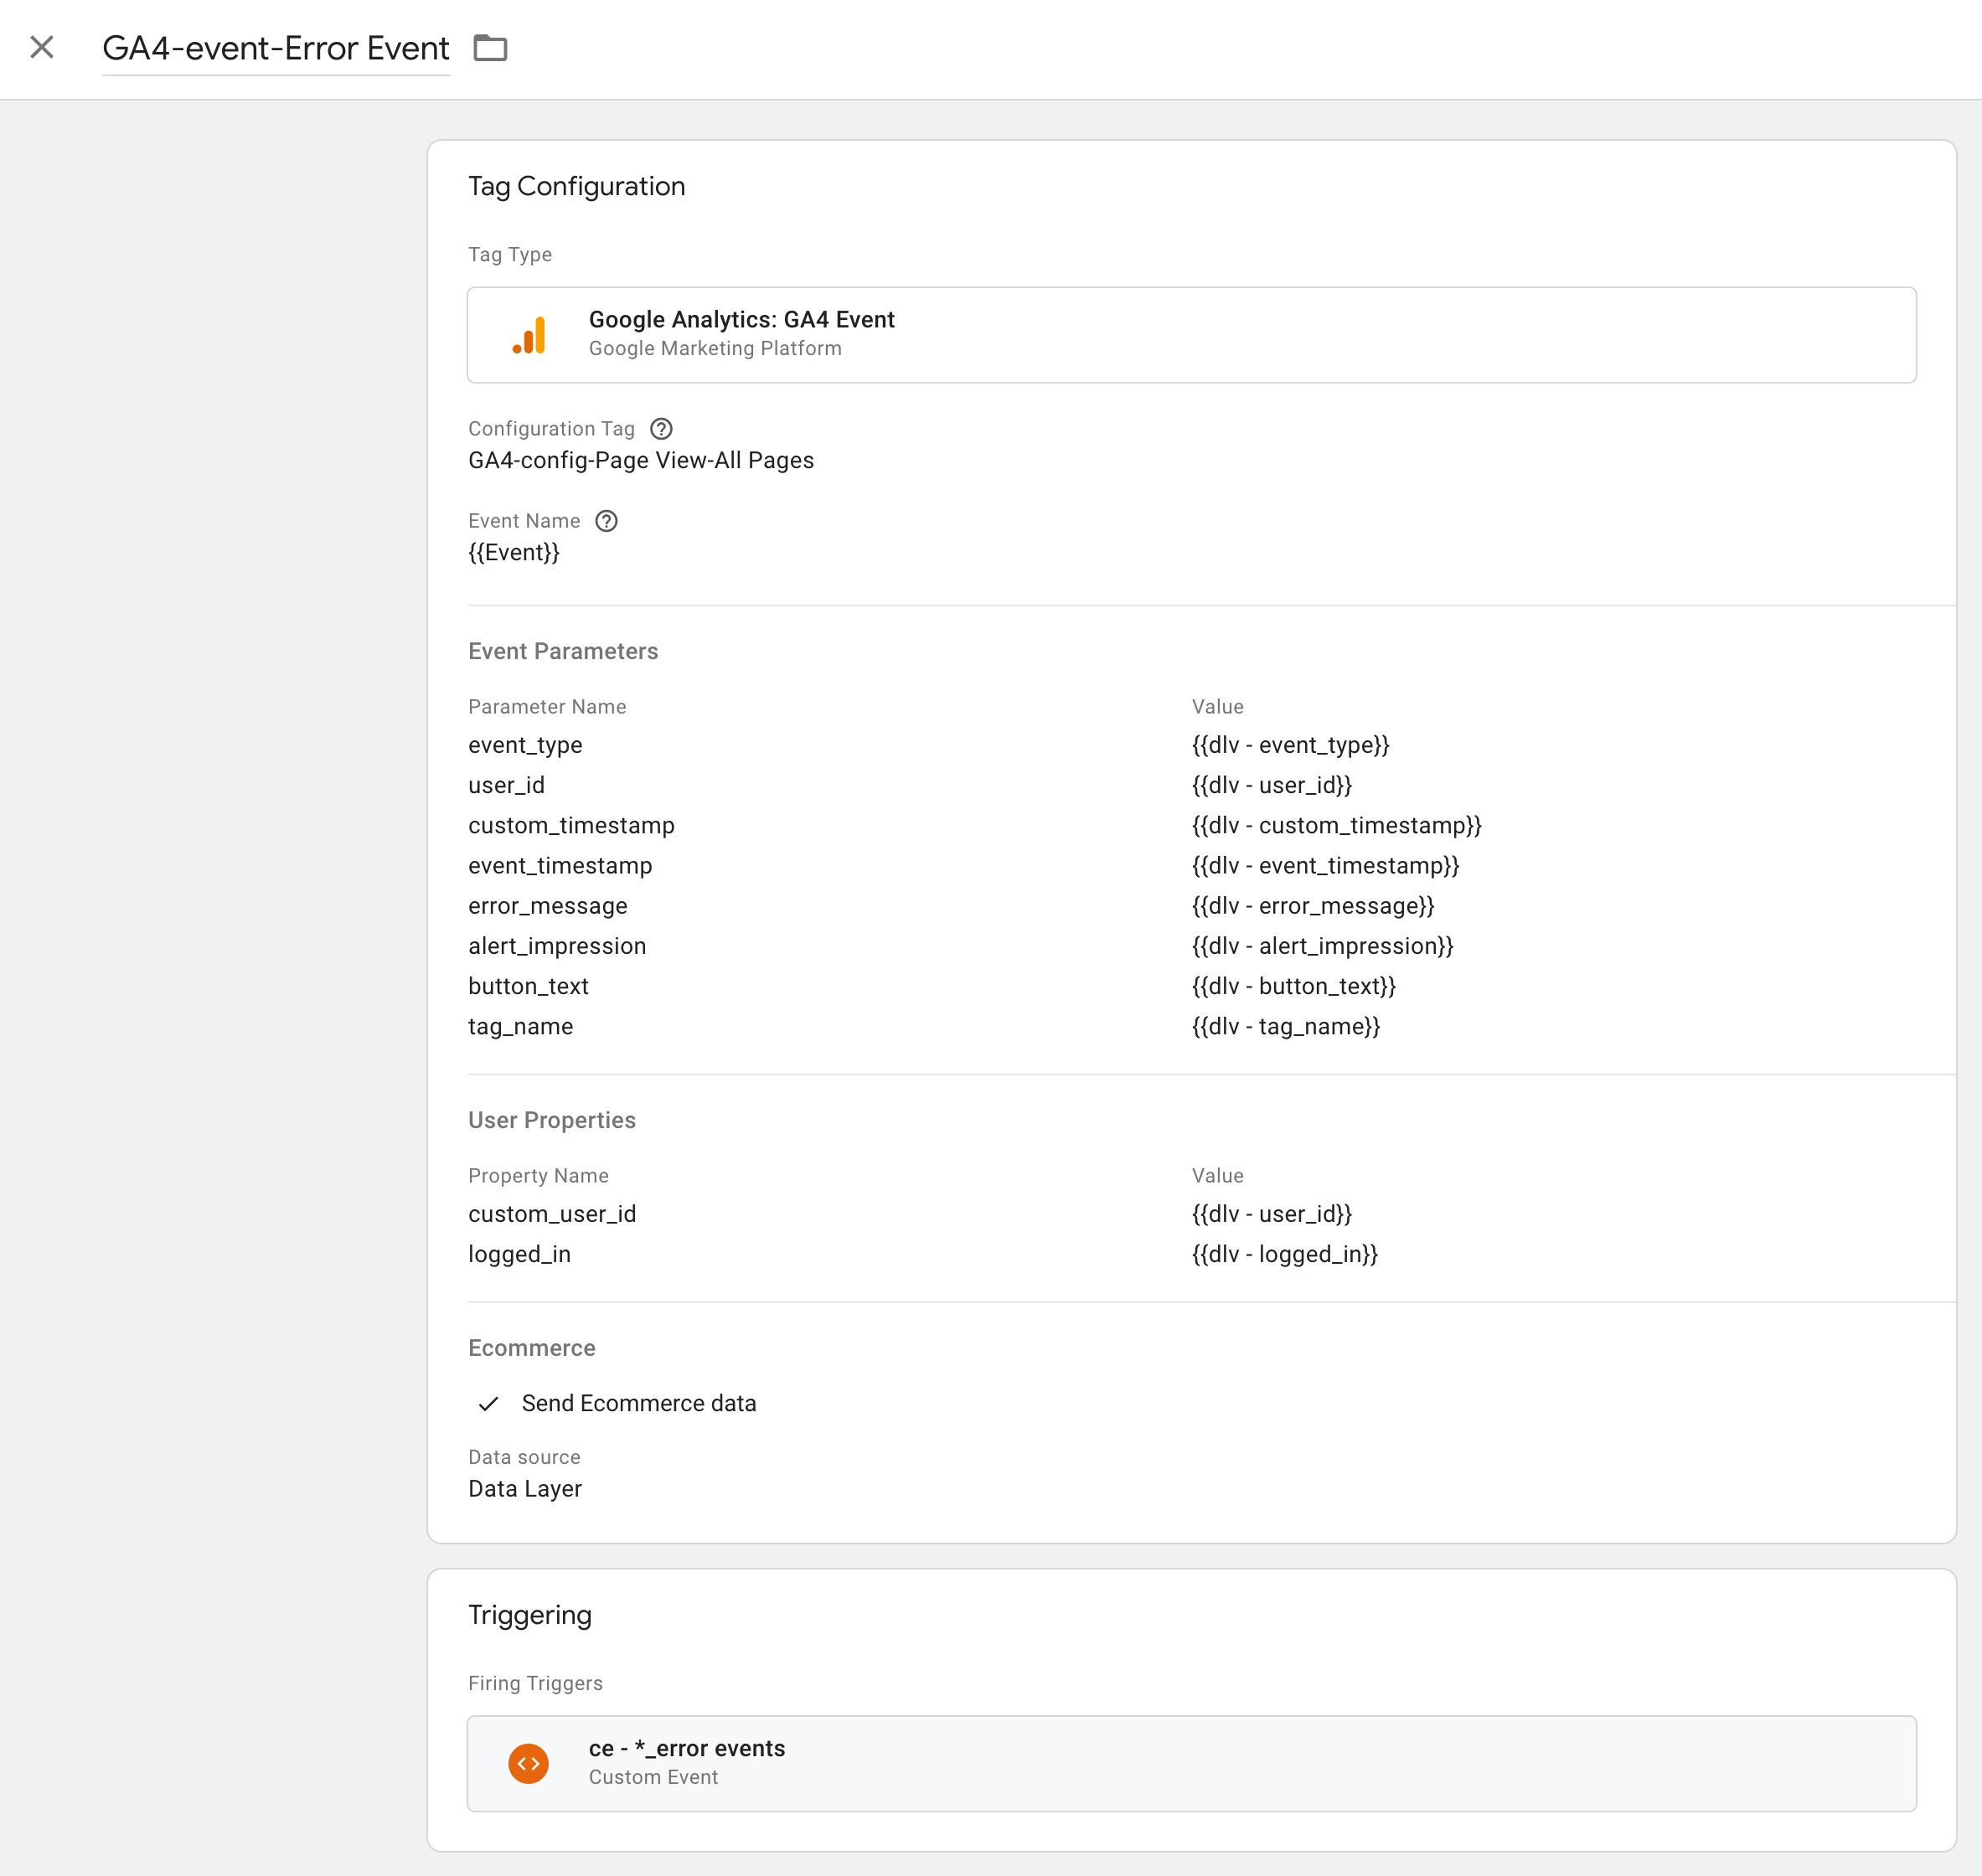 GA4-event-Error Event
Tag Configuration
Tag Type
Google Analytics: GA4 Event
Google Marketing Platform
Configuration Tag
GA4-config-Page View-All Pages
Event Name
{{Event}}
Event Parameters
Parameter Name Value
event_type {{dlv - event_type}}
user_id {{dlv - user_id}}
custom_timestamp {{dlv - custom_timestamp}}
event_timestamp {{dlv - event_timestamp}}
error_message {{dlv - error_message}}
alert_impression {{dlv - alert_impression}}
button_text {{dlv - button_text}}
tag_name {{dlv - tag_name}}
User Properties
Property Name Value
custom_user_id {{dlv - user_id}}
logged_in {{dlv - logged_in}}
Ecommerce
Send Ecommerce data
Data source
Data Layer
Triggering
Firing Triggers
ce - *_error events
Custom Event